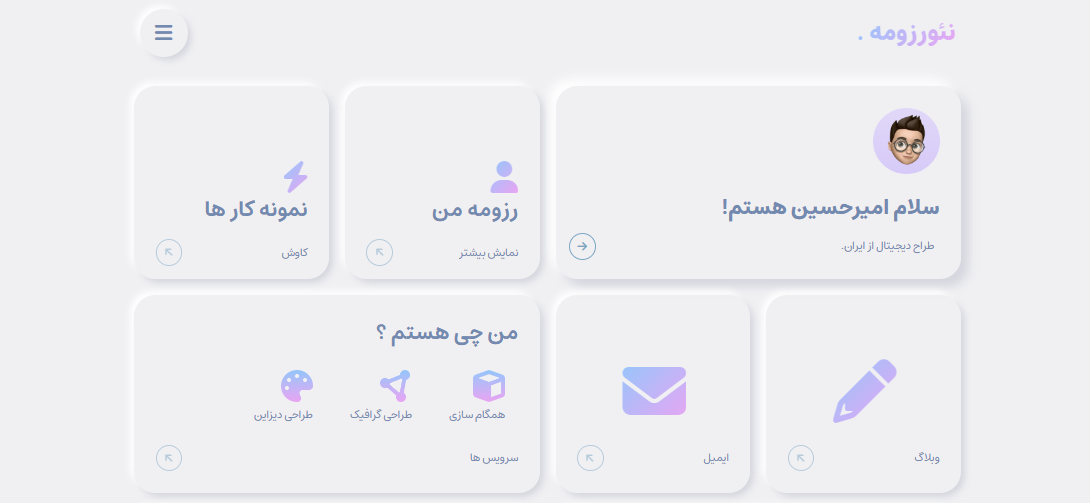 نئورزومه .
سلام امیرحسین هستم!
طراح دیجیتال از ایران.
رزومه من
نمایش بیشتر
نمونه کار ها
کاوش
وبلاگ
ایمیل
من چی هستم ؟
همگام سازی
طراحی گرافیک
طراحی دیزاین
سرویس ها